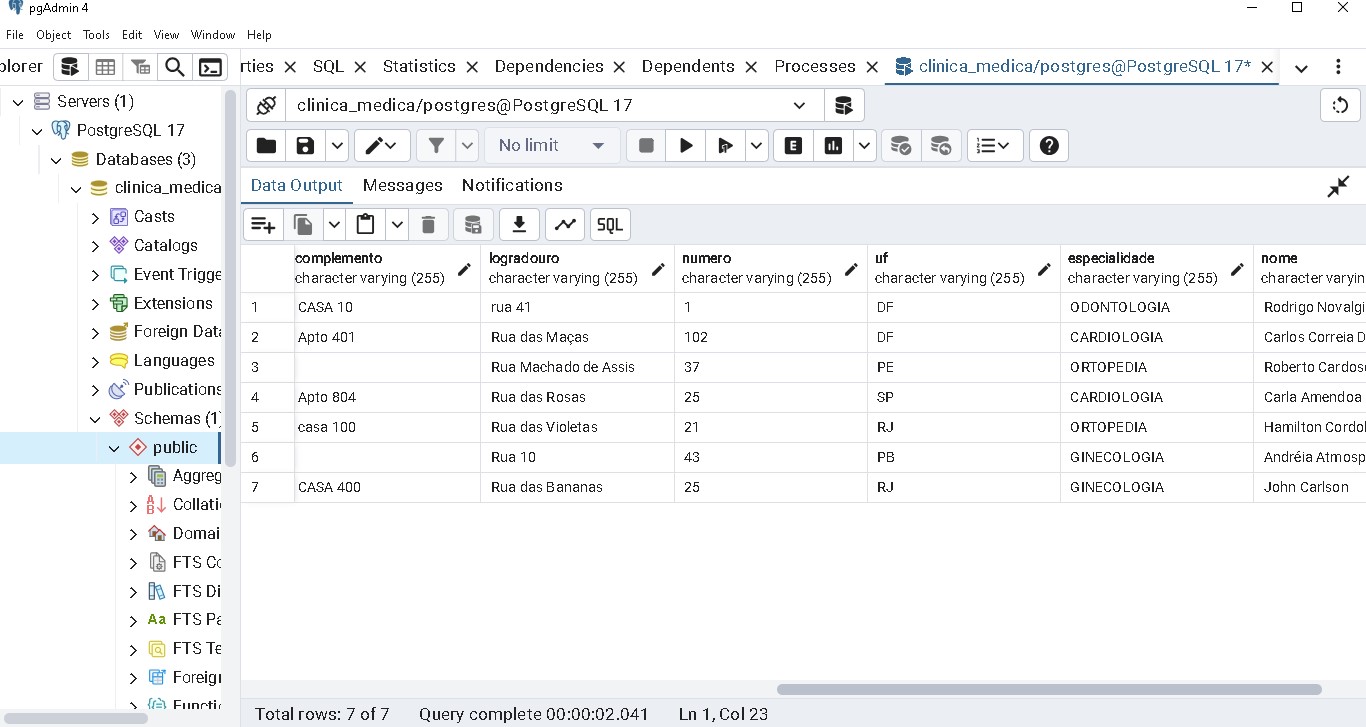 pgAdmin 4
File Object Tools Edit View Window Help
plorer
rties SQL Statistics Dependencies Dependents Processes clinica_medica/postgres@PostgreSQL 17*
Servers (1)
PostgreSQL 17
Databases (3)
clinica_medica
Casts
Catalogs
Event Trigge
Extensions
Foreign Data
Languages
Publications
Schemas (1)
public
Aggreg
Collati
Domai
FTS Co
FTS Di
Aa FTS Pa
FTS Te
Foreign
Functi
clinica_medica/postgres@PostgreSQL 17
No limit
E
Data Output Messages Notifications
SQL
complemento logradouro numero uf especialidade nome
character varying (255) character varying (255) character varying (255) character varying (255) character varying (255) character varyin
1 CASA 10 rua 41 1 DF ODONTOLOGIA Rodrigo Novalgi
2 Apto 401 Rua das Maças 102 DF CARDIOLOGIA Carlos Correia D
3 Rua Machado de Assis 37 PE ORTOPEDIA Roberto Cardoso
4 Apto 804 Rua das Rosas 25 SP CARDIOLOGIA Carla Amendoa
5 casa 100 Rua das Violetas 21 RJ ORTOPEDIA Hamilton Cordol
6 Rua 10 43 PB GINECOLOGIA Andréia Atmosp
7 CASA 400 Rua das Bananas 25 RJ GINECOLOGIA John Carlson
Total rows: 7 of 7 Query complete 00:00:02.041 Ln 1, Col 23